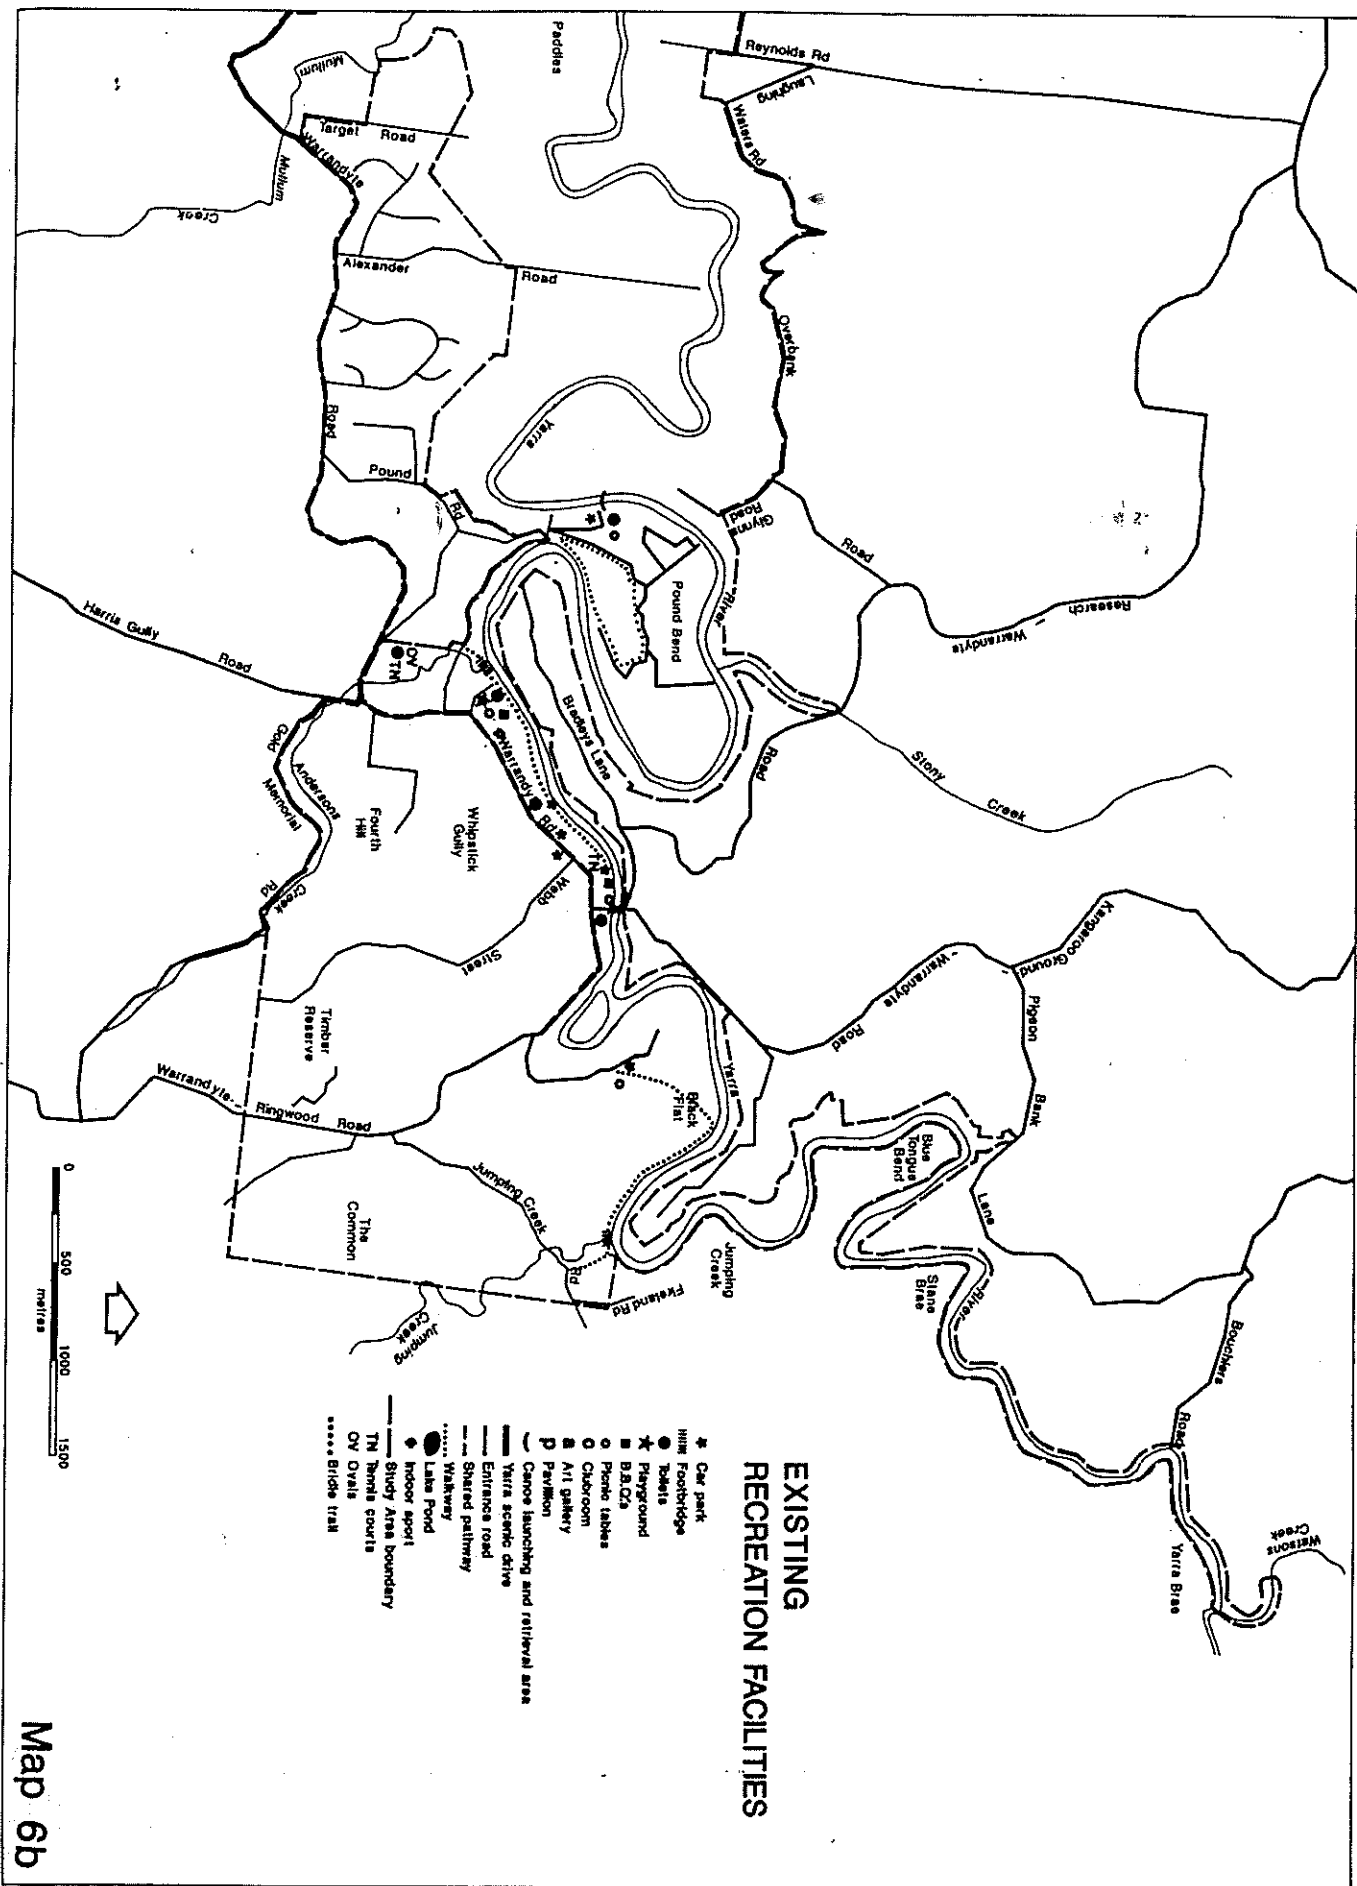 EXISTING
RECREATION FACILITIES
Car park
Footbridge
Toilets
Playground
B.B.Q's
Picnic tables
Clubroom
a Art gallery
p Pavilion
Canoe launching and retrieval area
Yarra scenic drive
Entrance road
Shared pathway
Walkway
Lake Pond
Indoor sport
Study Area boundary
TN Tennis courts
OV Ovals
Bridle trail
Map 6b
0 500 1000 1500
metres
Reynolds Rd
Laughing
Waters Rd
Paddles
Mullum
Mullum
Creek
Target Road
Warrandyte
Alexander
Road
Road
Pound
Rd
Overbank
Yarra
Glynns
Road
Road
Research
Warrandyte
River
Pound Bend
Bradleys Lane
Road
Stony
Creek
Harris Gully
Road
OV
TN
Gold
Memorial
Rd
Andersons
Creek
Fourth
Hill
Whipstick
Gully
Rd
TN
Webb
Street
Timber
Reserve
Warrandyte-
Ringwood Road
The
Common
Jumping Creek
Rd
Fireland Rd
Jumping
Creek
Black
Flat
Yarra
Kangaroo Ground
Warrandyte
Road
Pigeon
Bank
Lane
Blue
Tongue
Bend
Jumping
Creek
Stane
Brae
River
Bouchiers
Road
Yarra Brae
Watsons
Creek